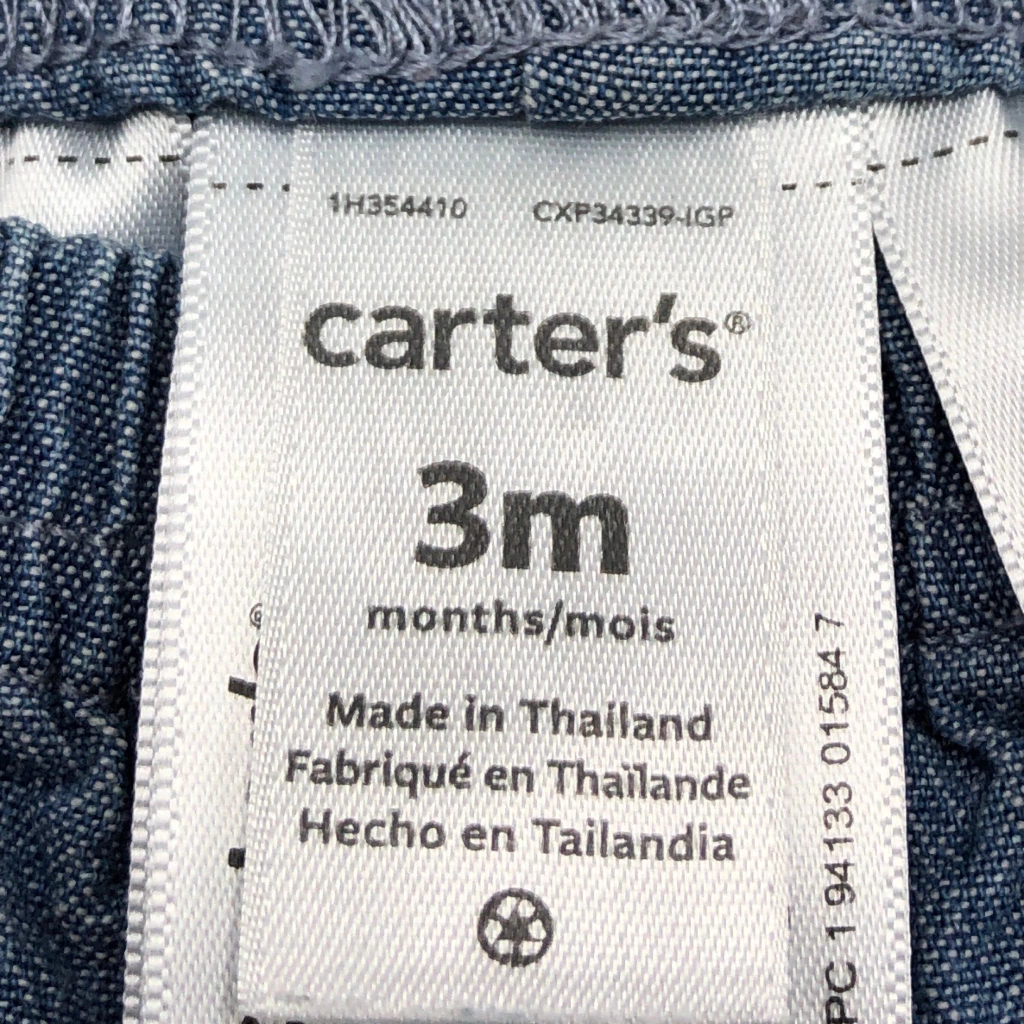 1H354410 CXP34339-IGP
carter's®
3m
months/mois
Made in Thailand
Fabriqué en Thaïlande
Hecho en Tailandia
PC 1 94133 01584 7